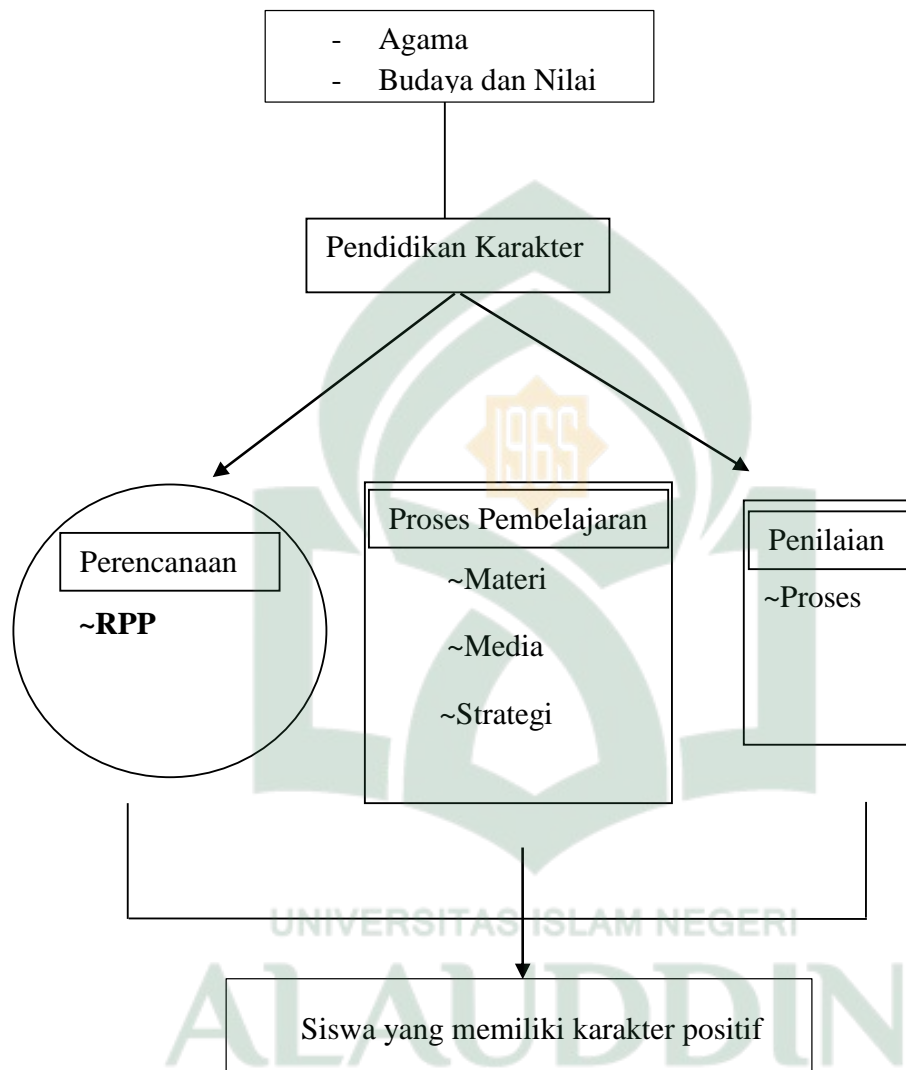 - Agama
- Budaya dan Nilai
Pendidikan Karakter
1965
Perencanaan
~RPP
Proses Pembelajaran
~Materi
~Media
~Strategi
Penilaian
~Proses
UNIVERSITAS ISLAM NEGERI
ALAUDDIN
Siswa yang memiliki karakter positif